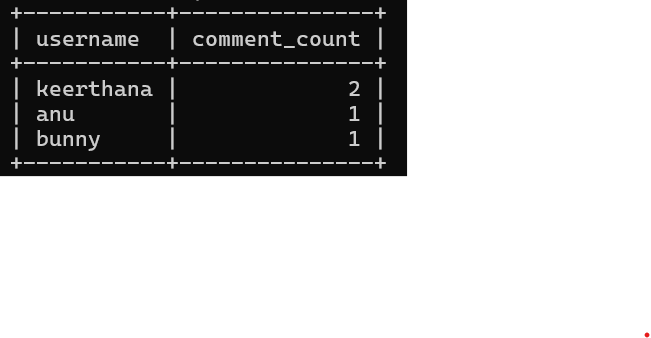 +-----------+---------------+
| username  | comment_count |
+-----------+---------------+
| keerthana |             2 |
| anu       |             1 |
| bunny     |             1 |
+-----------+---------------+